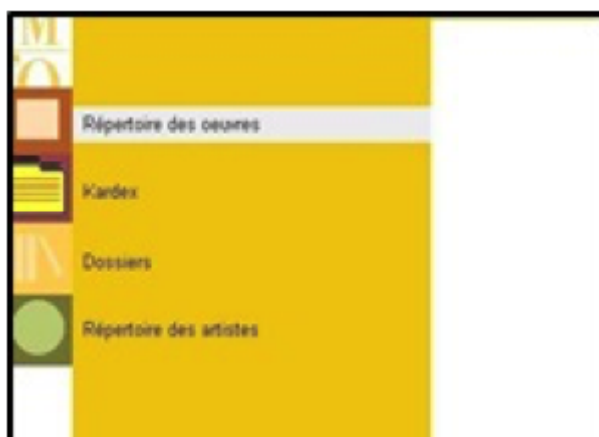 M
O
Répertoire des oeuvres
Kardex
Dossiers
Répertoire des artistes